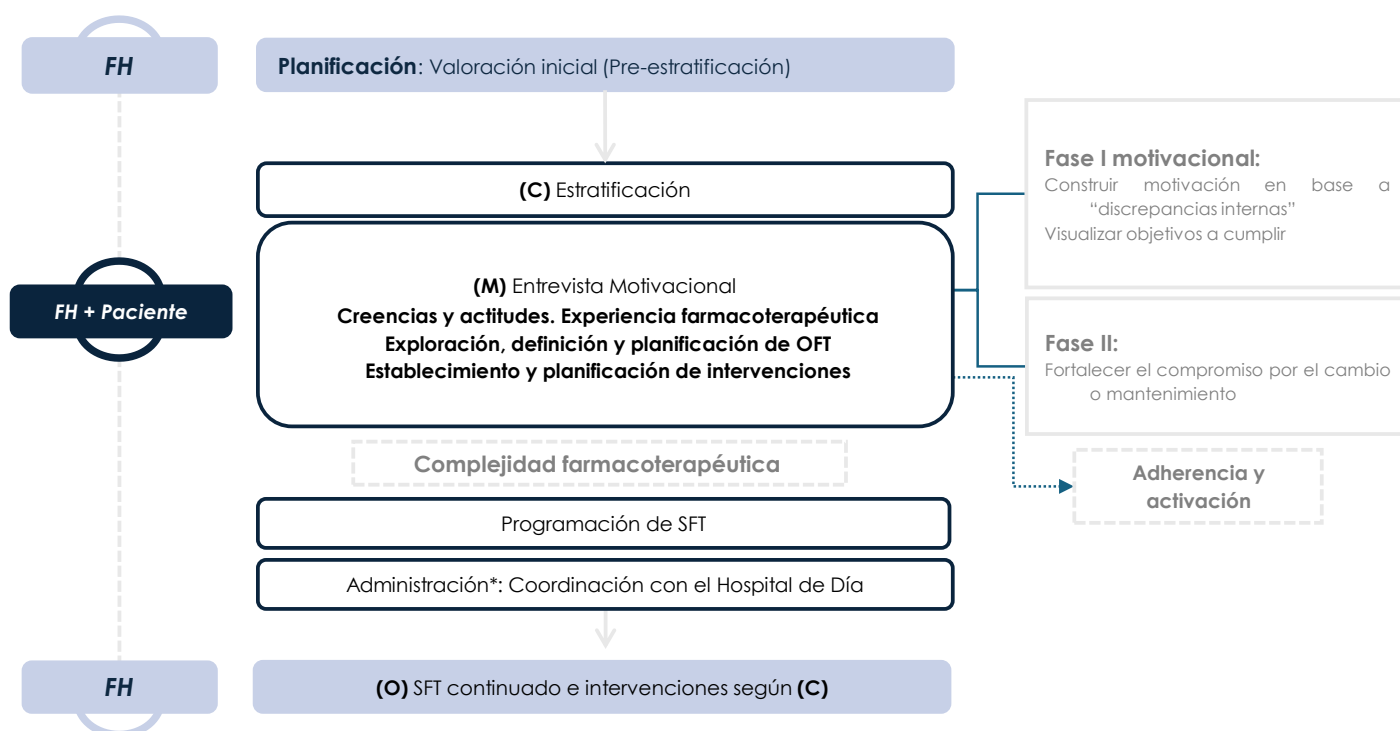 FH
Planificación: Valoración inicial (Pre-estratificación)
(C) Estratificación
FH + Paciente
(M) Entrevista Motivacional
Creencias y actitudes. Experiencia farmacoterapéutica
Exploración, definición y planificación de OFT
Establecimiento y planificación de intervenciones
Fase I motivacional:
Construir motivación en base a
“discrepancias internas“
Visualizar objetivos a cumplir
Fase II:
Fortalecer el compromiso por el cambio
o mantenimiento
Adherencia y
activación
Complejidad farmacoterapéutica
Programación de SFT
Administración*: Coordinación con el Hospital de Día
FH
(O) SFT continuado e intervenciones según (C)